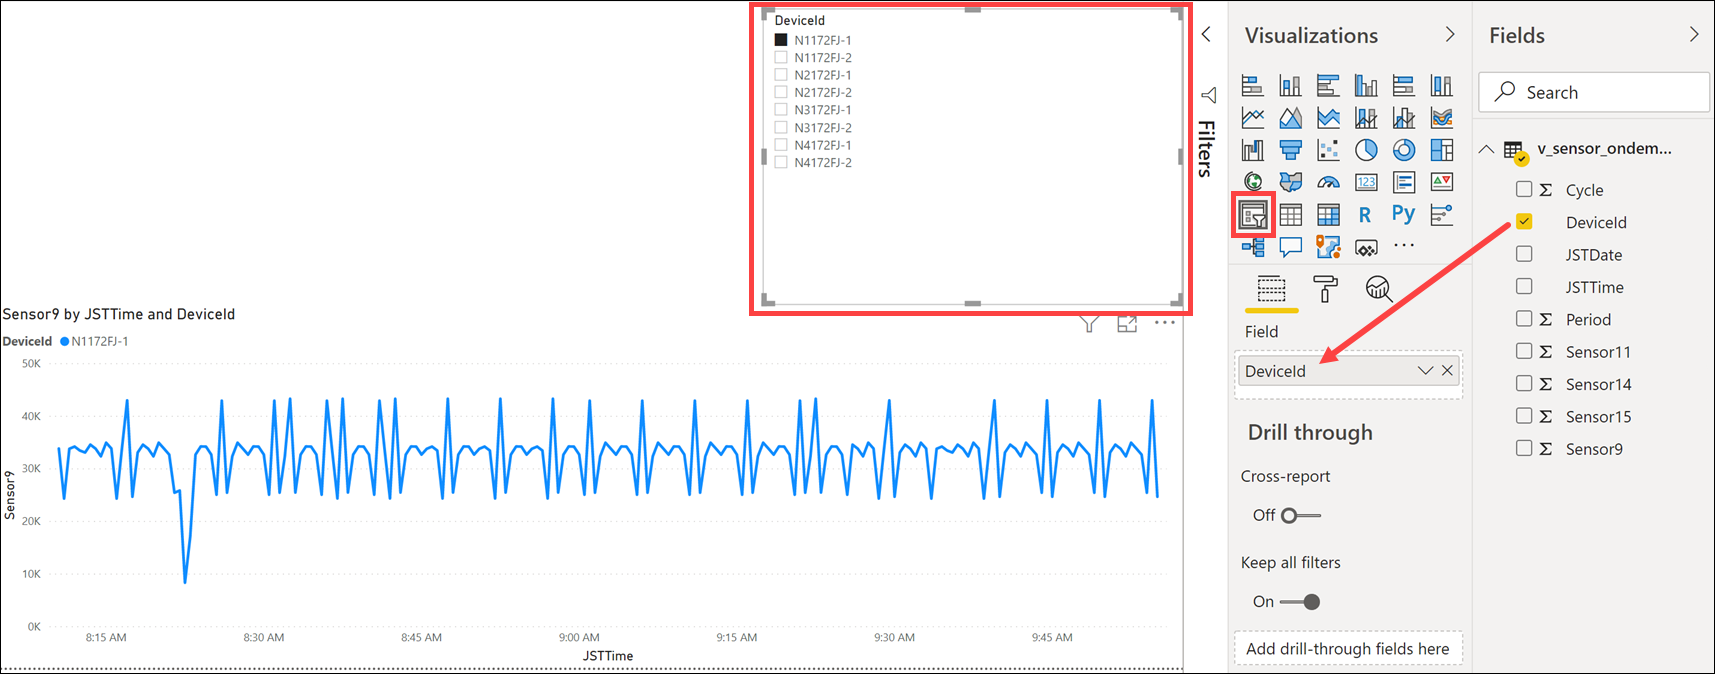 DeviceId
N1172FJ-1
N1172FJ-2
N2172FJ-1
N2172FJ-2
N3172FJ-1
N3172FJ-2
N4172FJ-1
N4172FJ-2
Sensor9 by JSTTime and DeviceId
DeviceId N1172FJ-1
50K
40K
30K
20K
10K
0K
Sensor9
8:15 AM 8:30 AM 8:45 AM 9:00 AM 9:15 AM 9:30 AM 9:45 AM
JSTTime
Filters
Visualizations
123
R
Py
Field
DeviceId
Drill through
Cross-report
Off
Keep all filters
On
Add drill-through fields here
Fields
Search
v_sensor_ondem...
Σ Cycle
DeviceId
JSTDate
JSTTime
Σ Period
Σ Sensor11
Σ Sensor14
Σ Sensor15
Σ Sensor9